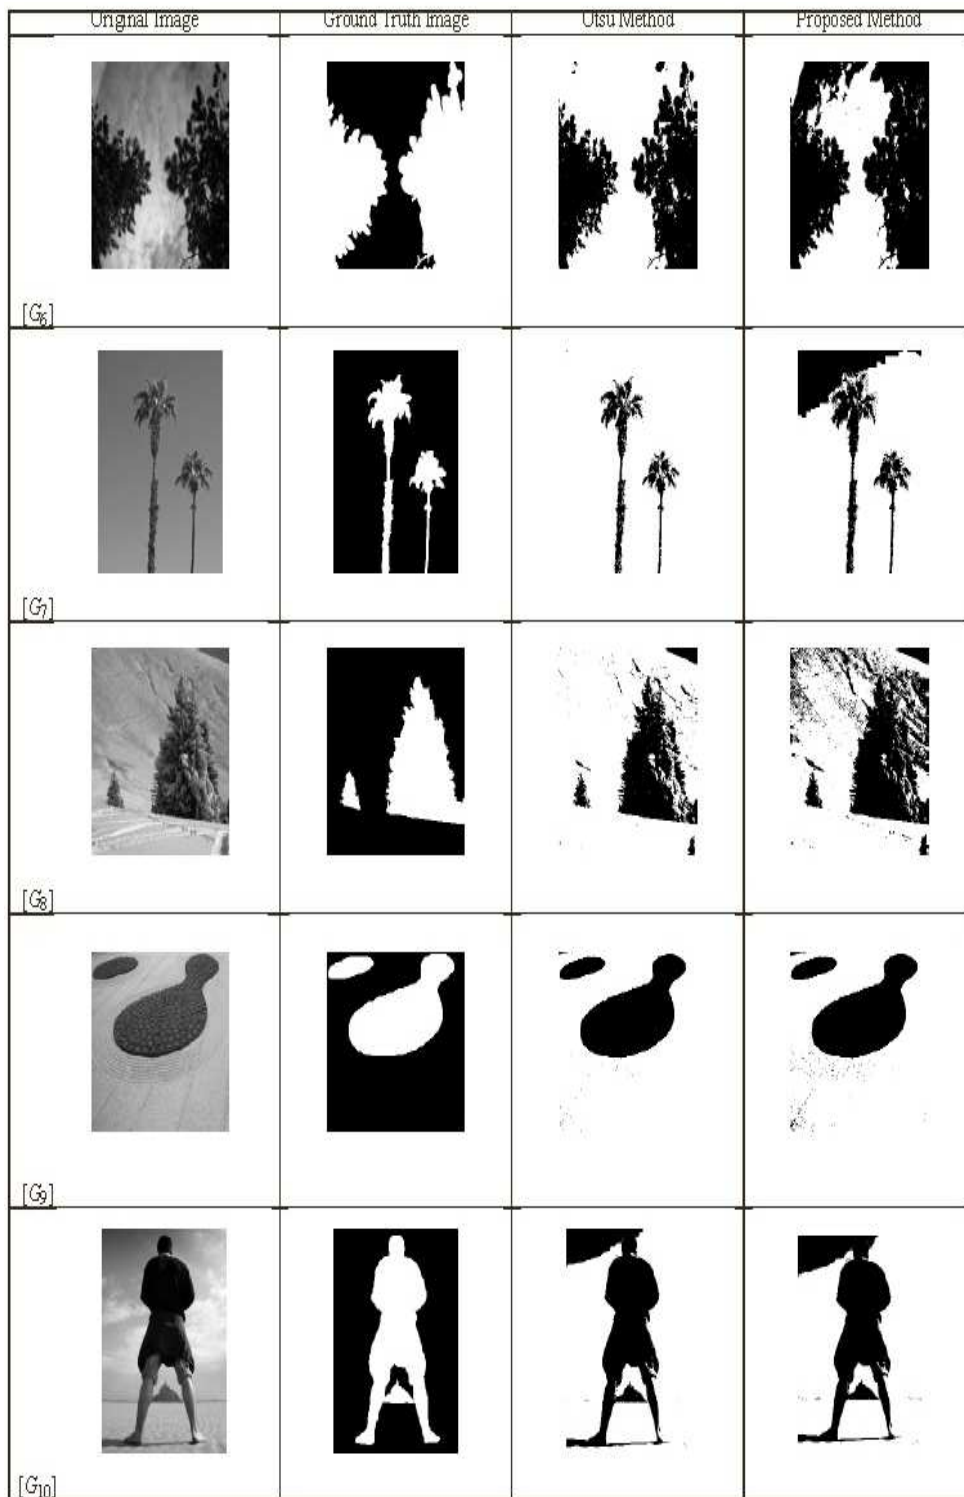 Original Image Ground Truth Image Otsu Method Proposed Method
[G6]
[G7]
[G8]
[G9]
[G10]